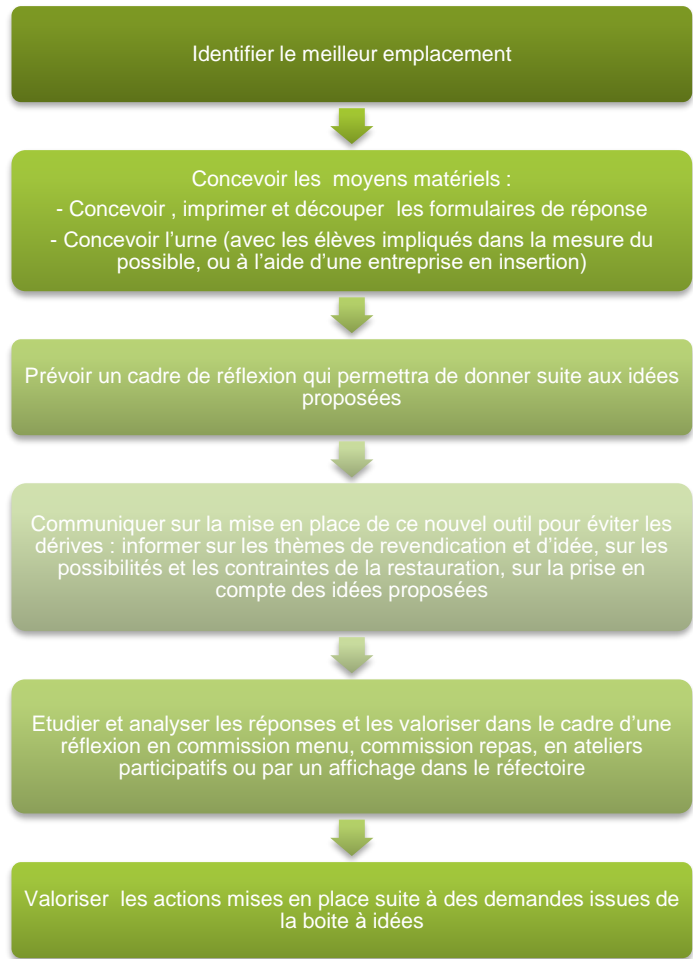 Identifier le meilleur emplacement
Concevoir les moyens matériels :
- Concevoir , imprimer et découper les formulaires de réponse
- Concevoir l’urne (avec les élèves impliqués dans la mesure du
possible, ou à l’aide d’une entreprise en insertion)
Prévoir un cadre de réflexion qui permettra de donner suite aux idées
proposées
Communiquer sur la mise en place de ce nouvel outil pour éviter les
dérives : informer sur les thèmes de revendication et d’idée, sur les
possibilités et les contraintes de la restauration, sur la prise en
compte des idées proposées
Etudier et analyser les réponses et les valoriser dans le cadre d’une
réflexion en commission menu, commission repas, en ateliers
participatifs ou par un affichage dans le réfectoire
Valoriser les actions mises en place suite à des demandes issues de
la boite à idées